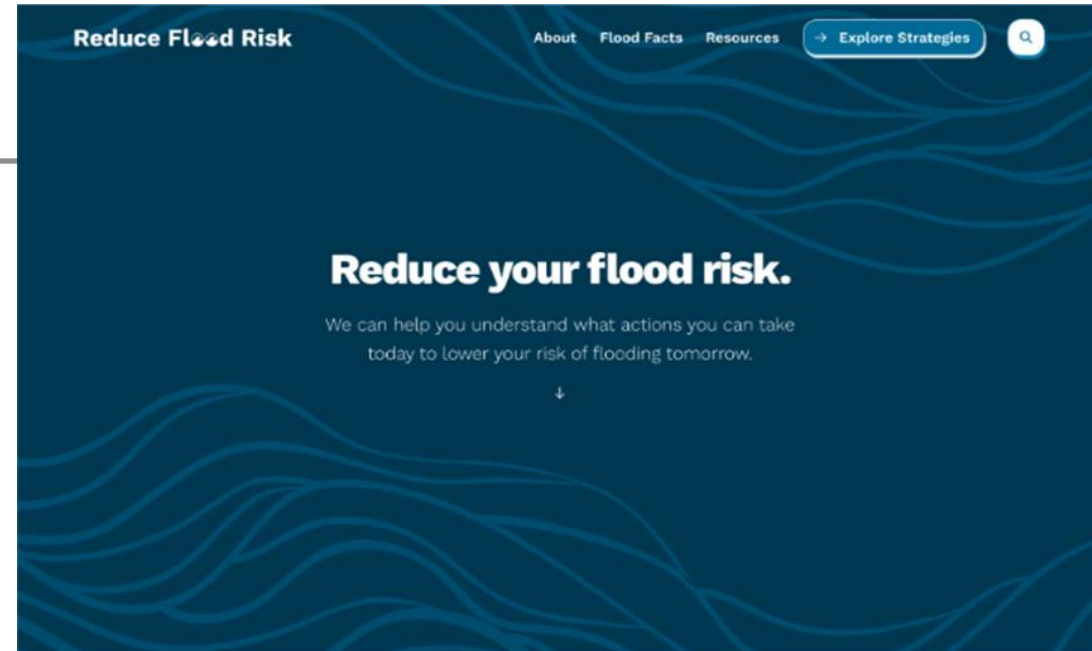 Reduce Flood Risk
About Flood Facts Resources → Explore Strategies
Reduce your flood risk.
We can help you understand what actions you can take
today to lower your risk of flooding tomorrow.
↓